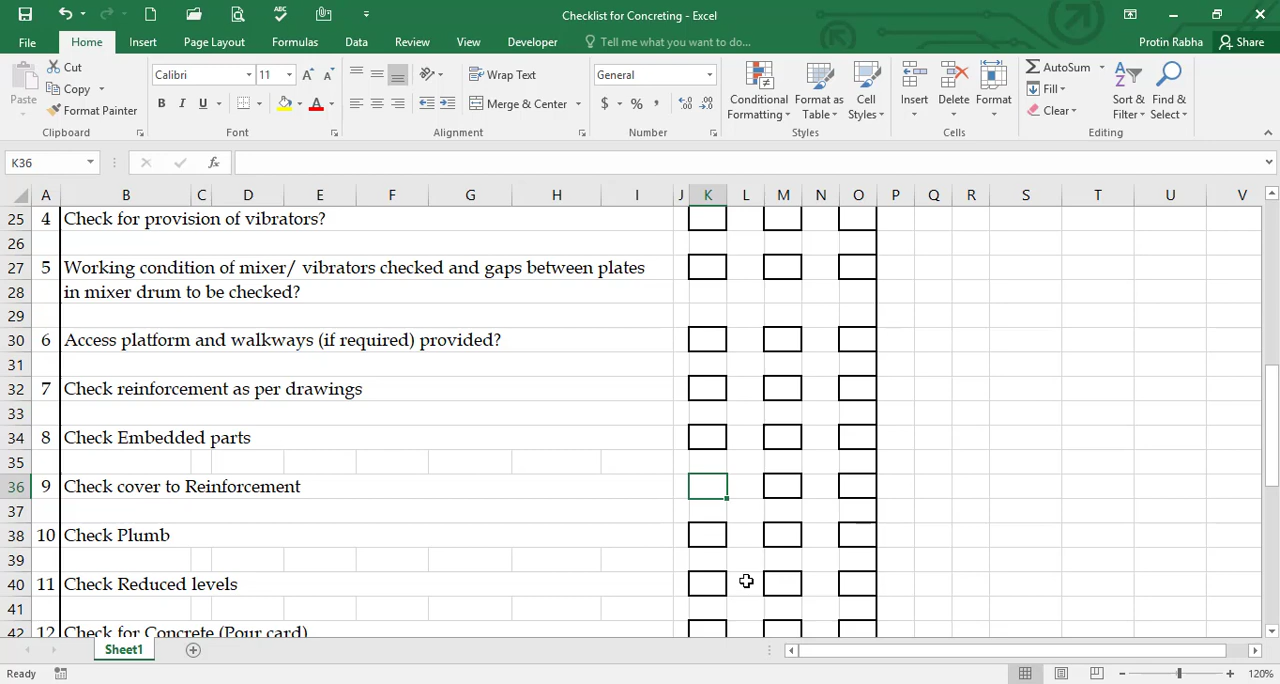 Checklist for Concreting - Excel
File Home Insert Page Layout Formulas Data Review View Developer Tell me what you want to do... Protin Rabha Share
Paste
Cut
Copy
Format Painter
Clipboard
Calibri 11
B I U
Font
Wrap Text
Merge & Center
Alignment
General
$ % ,
Number
Conditional Formatting
Format as Table
Cell Styles
Styles
Insert Delete Format
Cells
AutoSum
Fill
Clear
Sort & Filter
Find & Select
Editing
K36 fx
A B C D E F G H I J K L M N O P Q R S T U V
25 4 Check for provision of vibrators?
26
27 5 Working condition of mixer/ vibrators checked and gaps between plates
28 in mixer drum to be checked?
29
30 6 Access platform and walkways (if required) provided?
31
32 7 Check reinforcement as per drawings
33
34 8 Check Embedded parts
35
36 9 Check cover to Reinforcement
37
38 10 Check Plumb
39
40 11 Check Reduced levels
41
42 12 Check for Concrete (Pour card)
Sheet1
Ready 120%